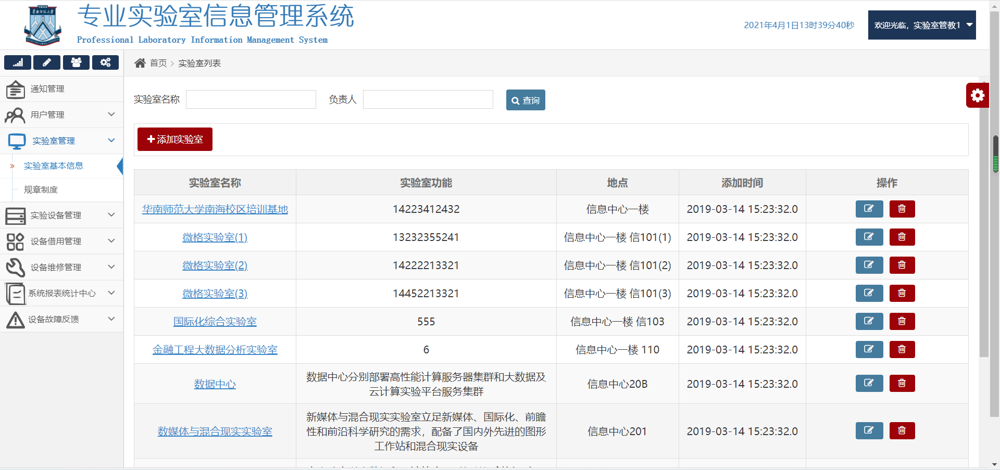 专业实验室信息管理系统
Professional Laboratory Information Management System
2021年4月1日13时39分40秒
欢迎光临，实验室管教1
首页 > 实验室列表
通知管理
用户管理
实验室管理
实验室基本信息
规章制度
实验设备管理
设备借用管理
设备维修管理
系统报表统计中心
设备故障反馈
实验室名称 负责人 查询
添加实验室
实验室名称 实验室功能 地点 添加时间 操作
华南师范大学南海校区培训基地 14223412432 信息中心一楼 2019-03-14 15:23:32.0
微格实验室(1) 13232355241 信息中心一楼 信101(1) 2019-03-14 15:23:32.0
微格实验室(2) 14222213321 信息中心一楼 信101(2) 2019-03-14 15:23:32.0
微格实验室(3) 14452213321 信息中心一楼 信101(3) 2019-03-14 15:23:32.0
国际化综合实验室 555 信息中心一楼 信103 2019-03-14 15:23:32.0
金融工程大数据分析实验室 6 信息中心一楼 110 2019-03-14 15:23:32.0
数据中心 数据中心分别部署高性能计算服务器集群和大数据及
云计算实验平台服务集群 信息中心20B 2019-03-14 15:23:32.0
数媒体与混合现实实验室 新媒体与混合现实实验室立足新媒体、国际化、前瞻
性和前沿科学研究的需求，配备了国内外先进的图形
工作站和混合现实设备 信息中心201 2019-03-14 15:23:32.0